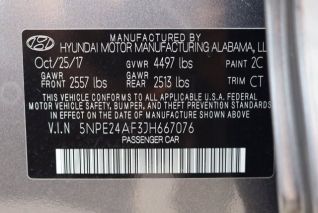 HYUNDAI MOTOR MANUFACTURING ALABAMA, LL
Oct/25/17 GVWR 4497 lbs PAINT 2C
GAWR GAWR
FRONT 2557 lbs REAR 2513 lbs TRIM CT
THIS VEHICLE CONFORMS TO ALL APPLICABLE U.S. FEDERAL
MOTOR VEHICLE SAFETY, BUMPER, AND THEFT PREVENTION
STANDARDS IN EFFECT ON THE DATE OF MANUFACTURE SHOWN ABOVE.
V.I.N 5NPE24AF3JH667076
PASSENGER CAR